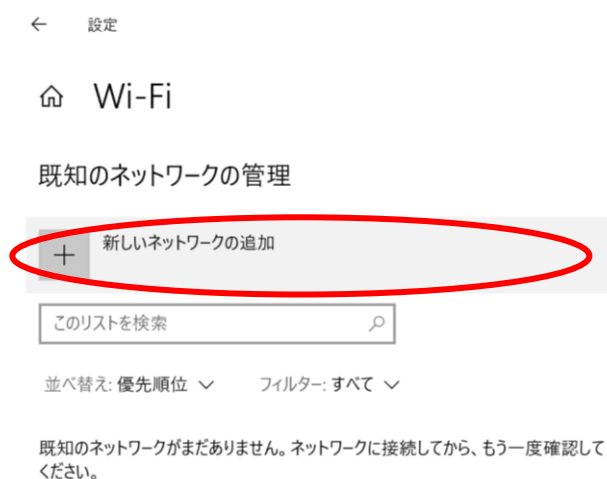 設定
Wi-Fi
既知のネットワークの管理
新しいネットワークの追加
このリストを検索
並べ替え: 優先順位 フィルター: すべて
既知のネットワークがまだありません。ネットワークに接続してから、もう一度確認して
ください。